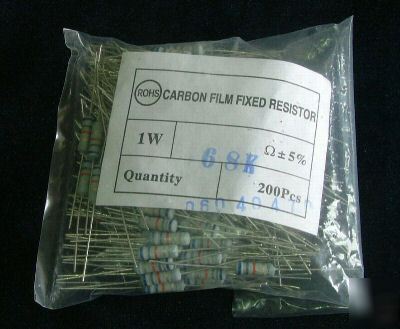 ROHS CARBON FILM FIXED RESISTOR
1W 68K Ω ± 5%
Quantity 200Pcs